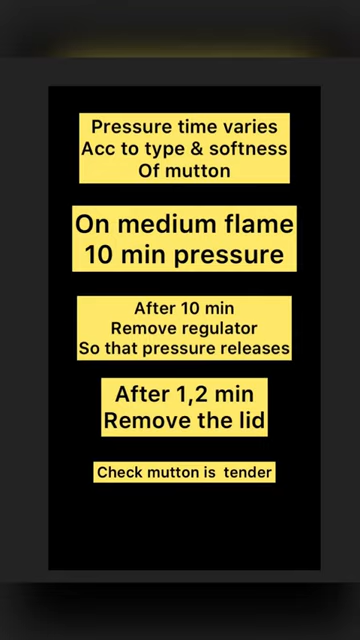 Pressure time varies
Acc to type & softness
Of mutton
On medium flame
10 min pressure
After 10 min
Remove regulator
So that pressure releases
After 1,2 min
Remove the lid
Check mutton is tender